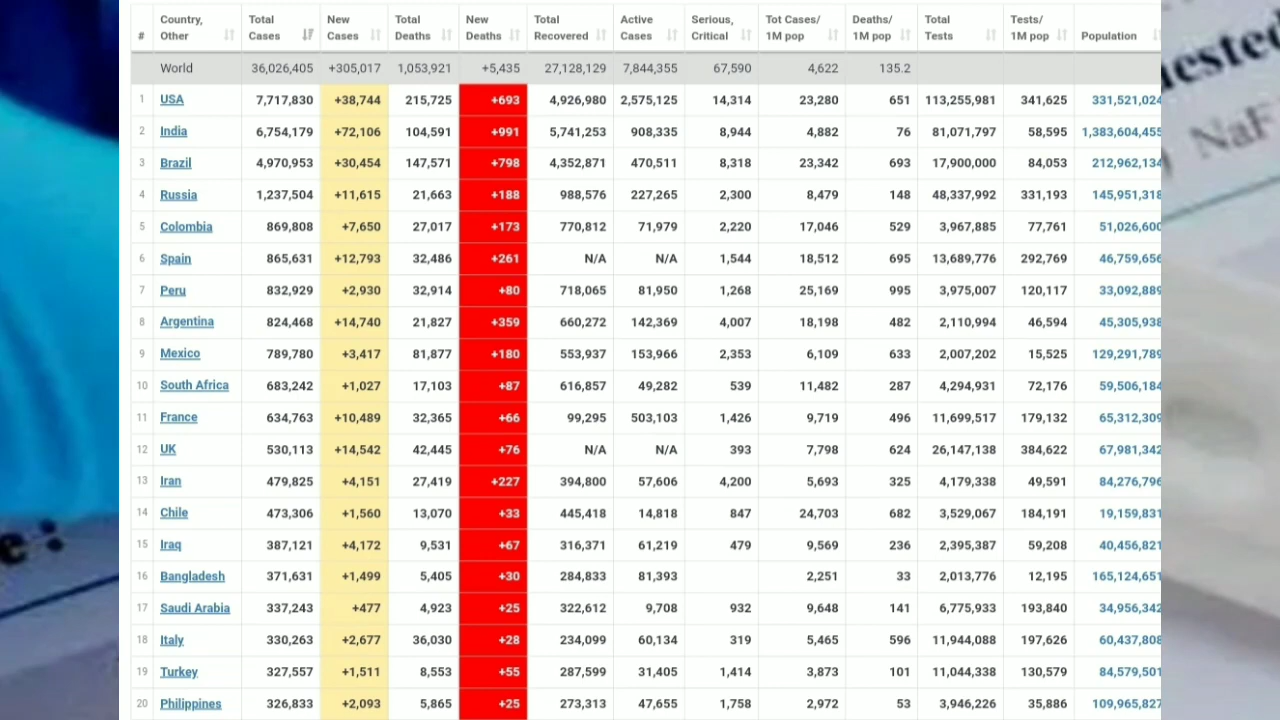 # Country, Other Total Cases New Cases Total Deaths New Deaths Total Recovered Active Cases Serious, Critical Tot Cases/ 1M pop Deaths/ 1M pop Total Tests Tests/ 1M pop Population
World 36,026,405 +305,017 1,053,921 +5,435 27,128,129 7,844,355 67,590 4,622 135.2
1 USA 7,717,830 +38,744 215,725 +693 4,926,980 2,575,125 14,314 23,280 651 113,255,981 341,625 331,521,024
2 India 6,754,179 +72,106 104,591 +991 5,741,253 908,335 8,944 4,882 76 81,071,797 58,595 1,383,604,455
3 Brazil 4,970,953 +30,454 147,571 +798 4,352,871 470,511 8,318 23,342 693 17,900,000 84,053 212,962,134
4 Russia 1,237,504 +11,615 21,663 +188 988,576 227,265 2,300 8,479 148 48,337,992 331,193 145,951,318
5 Colombia 869,808 +7,650 27,017 +173 770,812 71,979 2,220 17,046 529 3,967,885 77,761 51,026,600
6 Spain 865,631 +12,793 32,486 +261 N/A N/A 1,544 18,512 695 13,689,776 292,769 46,759,656
7 Peru 832,929 +2,930 32,914 +80 718,065 81,950 1,268 25,169 995 3,975,007 120,117 33,092,889
8 Argentina 824,468 +14,740 21,827 +359 660,272 142,369 4,007 18,198 482 2,110,994 46,594 45,305,938
9 Mexico 789,780 +3,417 81,877 +180 553,937 153,966 2,353 6,109 633 2,007,202 15,525 129,291,789
10 South Africa 683,242 +1,027 17,103 +87 616,857 49,282 539 11,482 287 4,294,931 72,176 59,506,184
11 France 634,763 +10,489 32,365 +66 99,295 503,103 1,426 9,719 496 11,699,517 179,132 65,312,309
12 UK 530,113 +14,542 42,445 +76 N/A N/A 393 7,798 624 26,147,138 384,622 67,981,342
13 Iran 479,825 +4,151 27,419 +227 394,800 57,606 4,200 5,693 325 4,179,338 49,591 84,276,796
14 Chile 473,306 +1,560 13,070 +33 445,418 14,818 847 24,703 682 3,529,067 184,191 19,159,831
15 Iraq 387,121 +4,172 9,531 +67 316,371 61,219 479 9,569 236 2,395,387 59,208 40,456,821
16 Bangladesh 371,631 +1,499 5,405 +30 284,833 81,393 2,251 33 2,013,776 12,195 165,124,651
17 Saudi Arabia 337,243 +477 4,923 +25 322,612 9,708 932 9,648 141 6,775,933 193,840 34,956,342
18 Italy 330,263 +2,677 36,030 +28 234,099 60,134 319 5,465 596 11,944,088 197,626 60,437,808
19 Turkey 327,557 +1,511 8,553 +55 287,599 31,405 1,414 3,873 101 11,044,338 130,579 84,579,501
20 Philippines 326,833 +2,093 5,865 +25 273,313 47,655 1,758 2,972 53 3,946,226 35,886 109,965,827
NaF